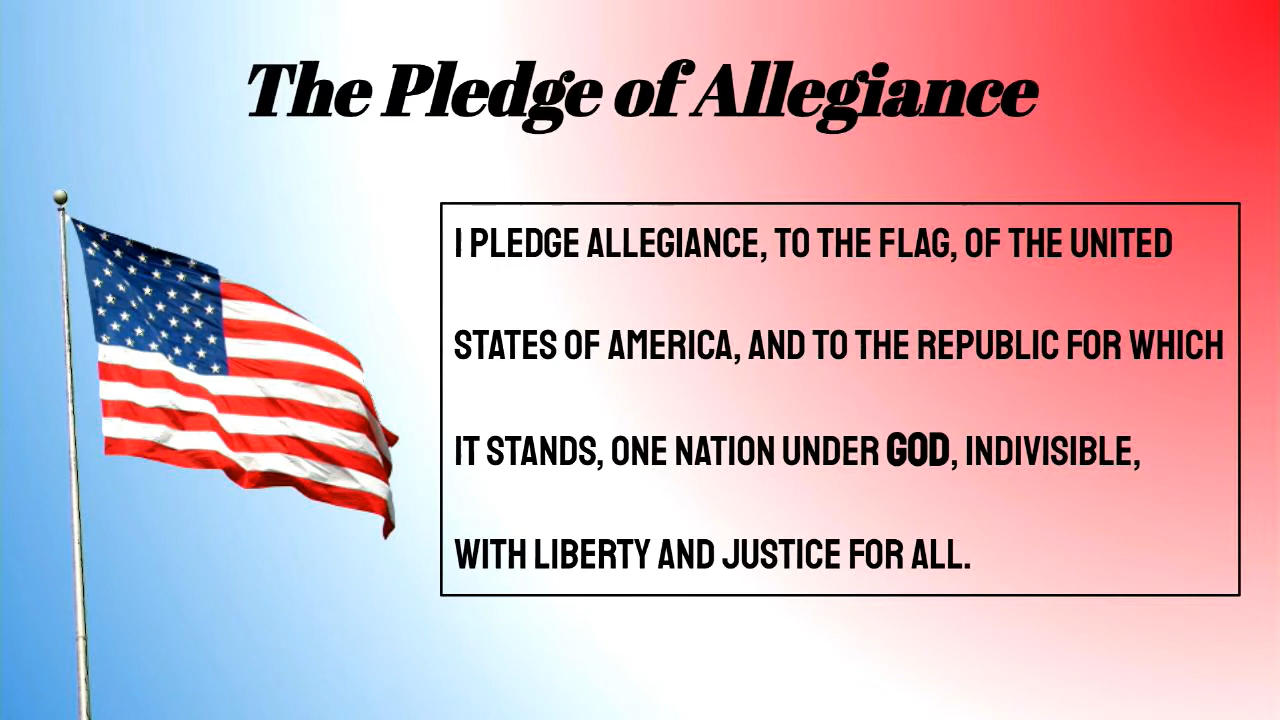 The Pledge of Allegiance
I PLEDGE ALLEGIANCE, TO THE FLAG, OF THE UNITED
STATES OF AMERICA, AND TO THE REPUBLIC FOR WHICH
IT STANDS, ONE NATION UNDER GOD, INDIVISIBLE,
WITH LIBERTY AND JUSTICE FOR ALL.